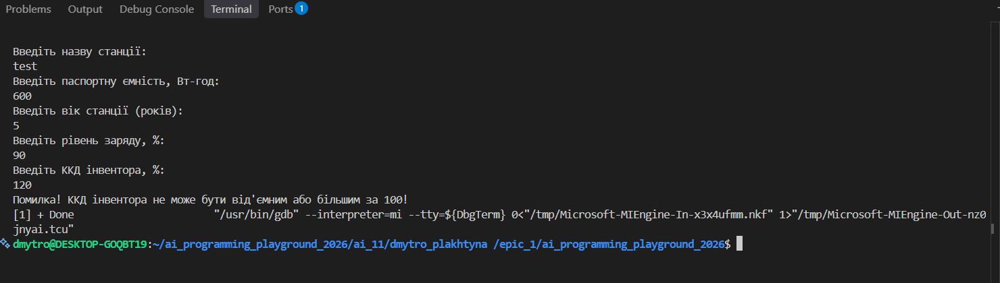 Problems Output Debug Console Terminal Ports 1
Введіть назву станції:
test
Введіть паспортну ємність, Вт-год:
600
Введіть вік станції (років):
5
Введіть рівень заряду, %:
90
Введіть ККД інвентора, %:
120
Помилка! ККД інвентора не може бути від'ємним або більшим за 100!
[1] + Done "/usr/bin/gdb" --interpreter=mi --tty=${DbgTerm} 0<"/tmp/Microsoft-MIEngine-In-x3x4ufmm.nkf" 1>"/tmp/Microsoft-MIEngine-Out-nz0
jnyai.tcu"
dmytro@DESKTOP-GOQBT19:~/ai_programming_playground_2026/ai_11/dmytro_plakhtyna /epic_1/ai_programming_playground_2026$